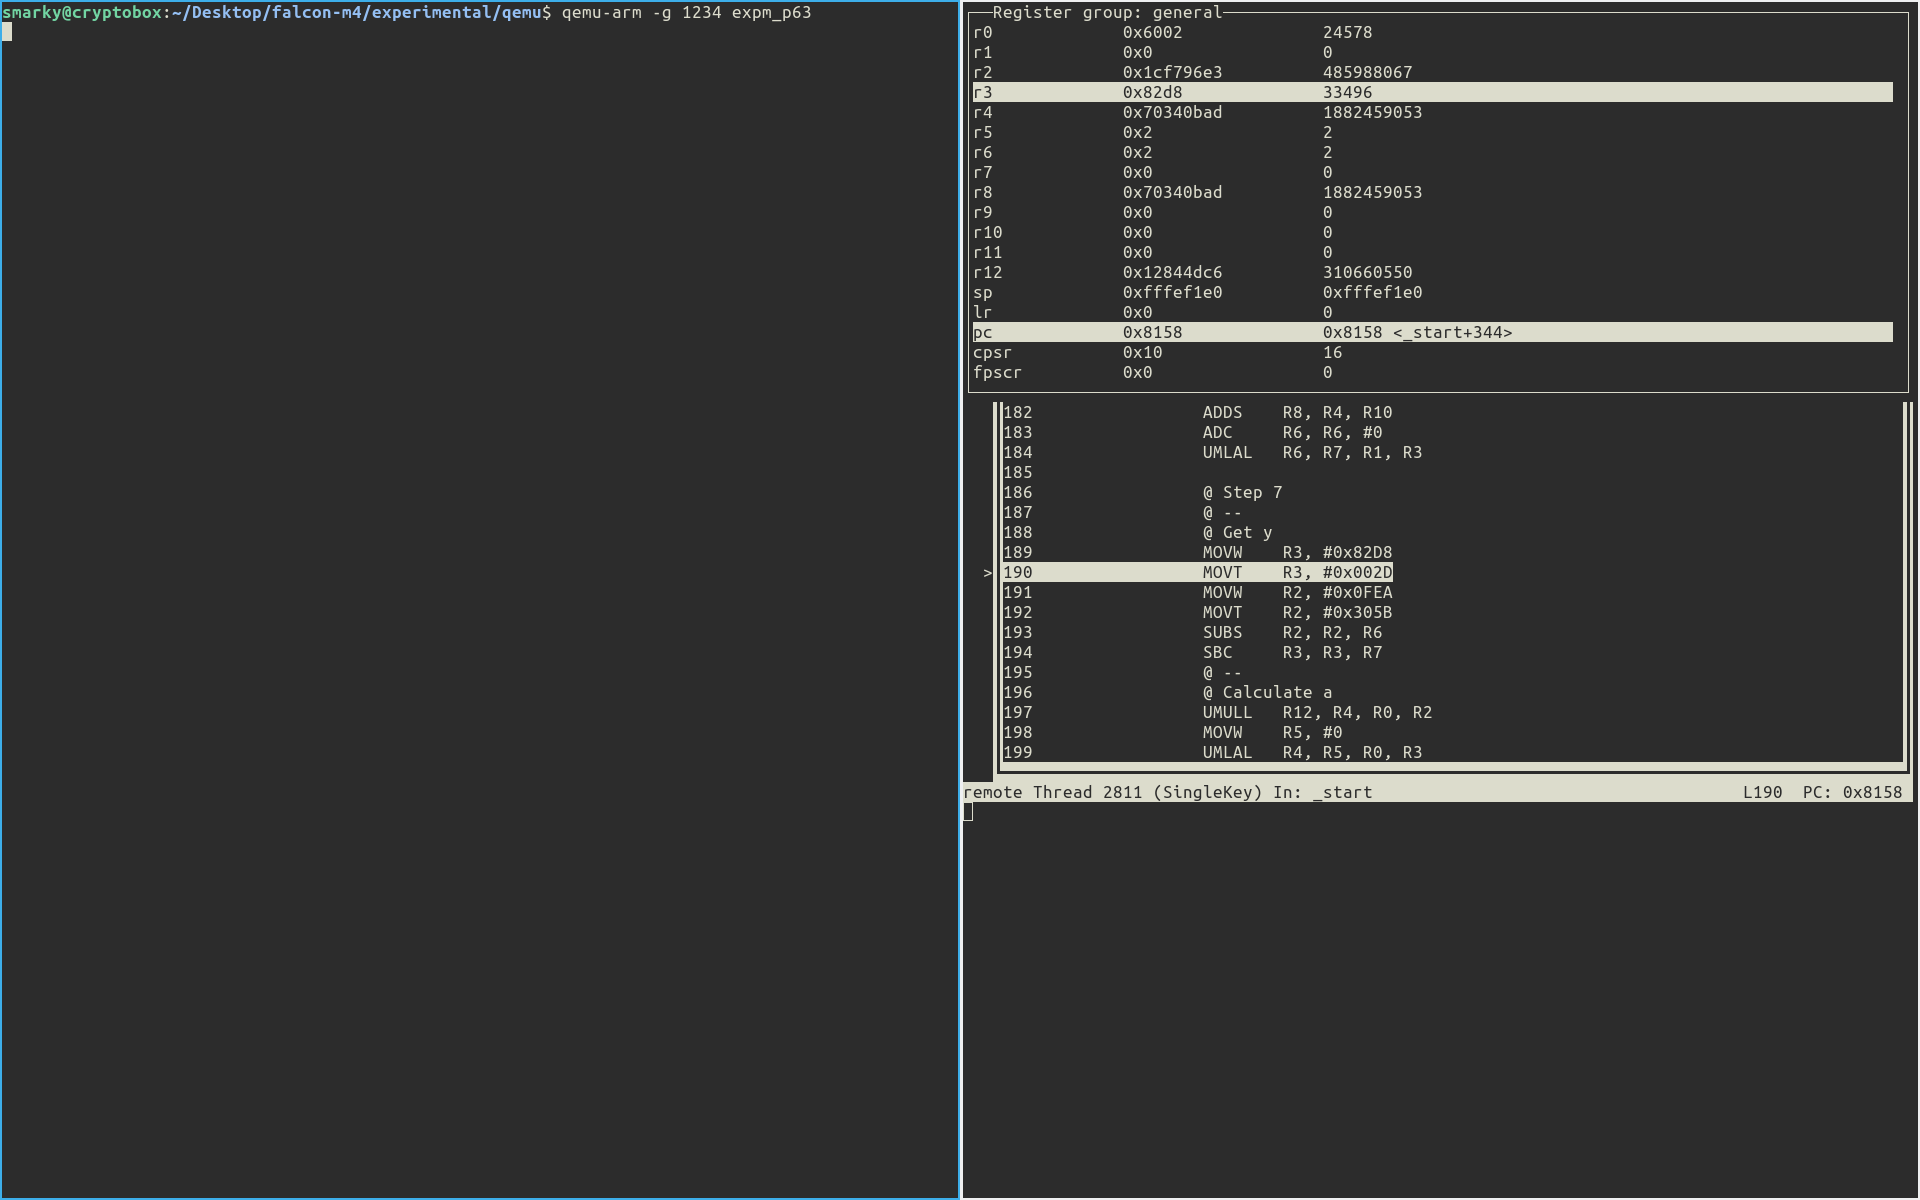 smarky@cryptobox:~/Desktop/falcon-m4/experimental/qemu$ qemu-arm -g 1234 expm_p63
Register group: general
r0 0x6002 24578
r1 0x0 0
r2 0x1cf796e3 485988067
r3 0x82d8 33496
r4 0x70340bad 1882459053
r5 0x2 2
r6 0x2 2
r7 0x0 0
r8 0x70340bad 1882459053
r9 0x0 0
r10 0x0 0
r11 0x0 0
r12 0x12844dc6 310660550
sp 0xfffef1e0 0xfffef1e0
lr 0x0 0
pc 0x8158 0x8158 <_start+344>
cpsr 0x10 16
fpscr 0x0 0
182 ADDS R8, R4, R10
183 ADC R6, R6, #0
184 UMLAL R6, R7, R1, R3
185
186 @ Step 7
187 @ --
188 @ Get y
189 MOVW R3, #0x82D8
>190 MOVT R3, #0x002D
191 MOVW R2, #0x0FEA
192 MOVT R2, #0x305B
193 SUBS R2, R2, R6
194 SBC R3, R3, R7
195 @ --
196 @ Calculate a
197 UMULL R12, R4, R0, R2
198 MOVW R5, #0
199 UMLAL R4, R5, R0, R3
remote Thread 2811 (SingleKey) In: _start L190 PC: 0x8158